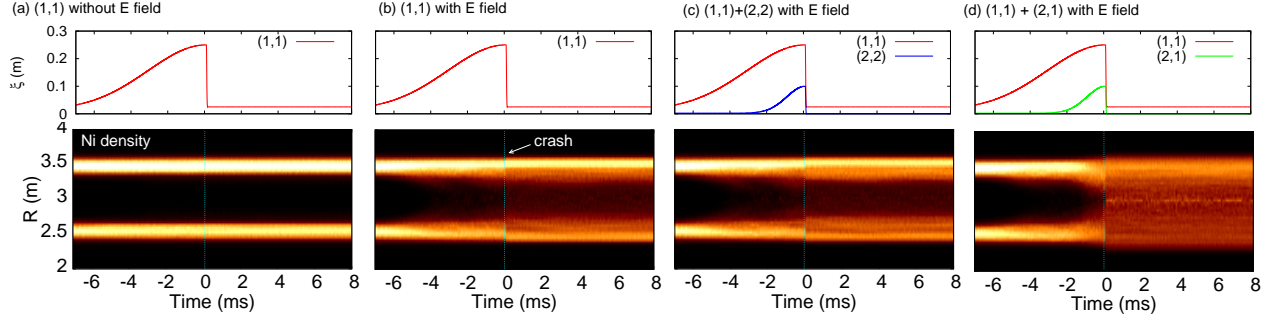 (a) (1,1) without E field
(b) (1,1) with E field
(c) (1,1)+(2,2) with E field
(d) (1,1) + (2,1) with E field
ξ (m)
0.3
0.2
0.1
0
(1,1)
-6 -4 -2 0 2 4 6 8
(1,1)
-6 -4 -2 0 2 4 6 8
(1,1)
(2,2)
-6 -4 -2 0 2 4 6 8
(1,1)
(2,1)
-6 -4 -2 0 2 4 6 8
R (m)
4
3.5
3
2.5
2
Ni density
crash
Time (ms)
Time (ms)
Time (ms)
Time (ms)